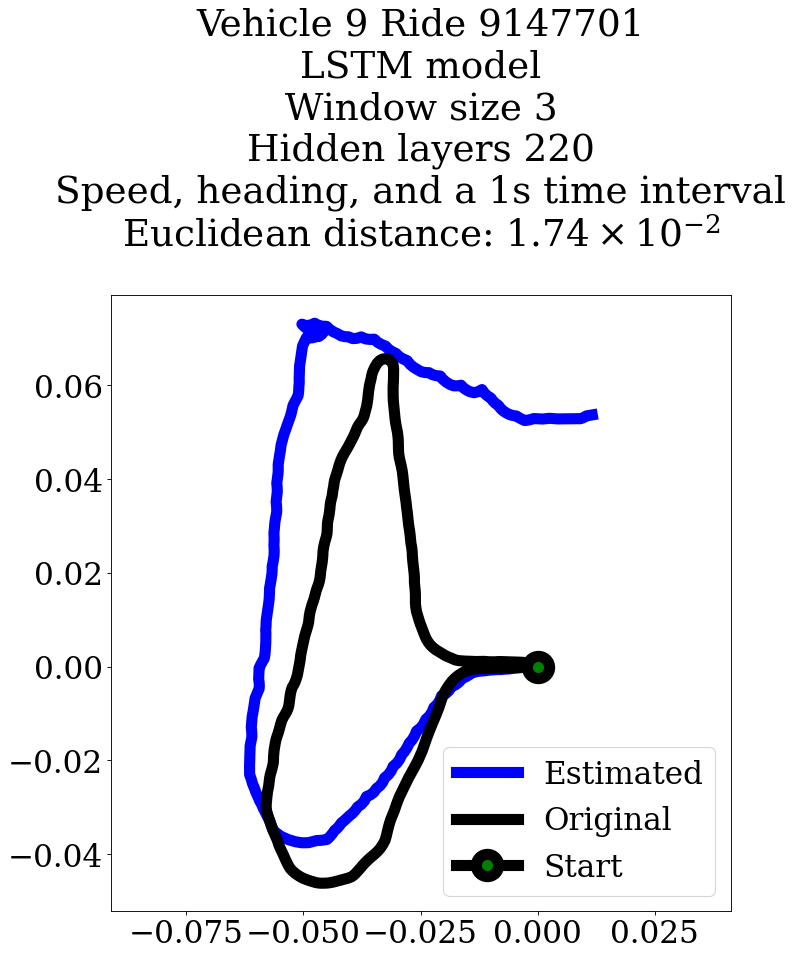 Vehicle 9 Ride 9147701
LSTM model
Window size 3
Hidden layers 220
Speed, heading, and a 1s time interval
Euclidean distance: 1.74 × 10⁻²
0.06
0.04
0.02
0.00
−0.02
−0.04
Estimated
Original
Start
−0.075 −0.050 −0.025 0.000 0.025